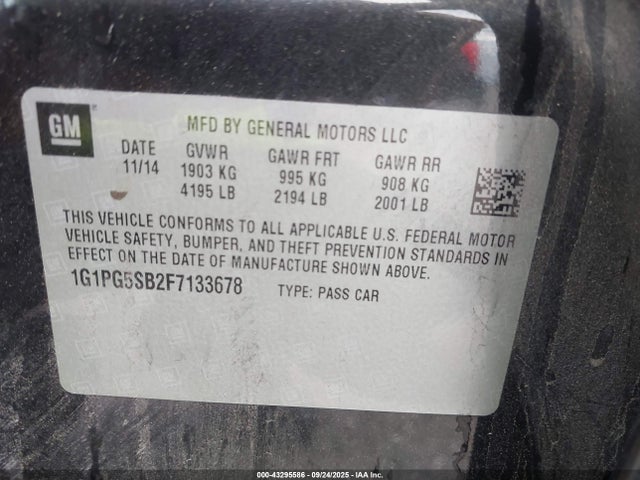 GM
MFD BY GENERAL MOTORS LLC
DATE GVWR GAWR FRT GAWR RR
11/14 1903 KG 995 KG 908 KG
4195 LB 2194 LB 2001 LB
THIS VEHICLE CONFORMS TO ALL APPLICABLE U.S. FEDERAL MOTOR
VEHICLE SAFETY, BUMPER, AND THEFT PREVENTION STANDARDS IN
EFFECT ON THE DATE OF MANUFACTURE SHOWN ABOVE.
1G1PG5SB2F7133678 TYPE: PASS CAR
000-43295586 - 09/24/2025 - IAA Inc.